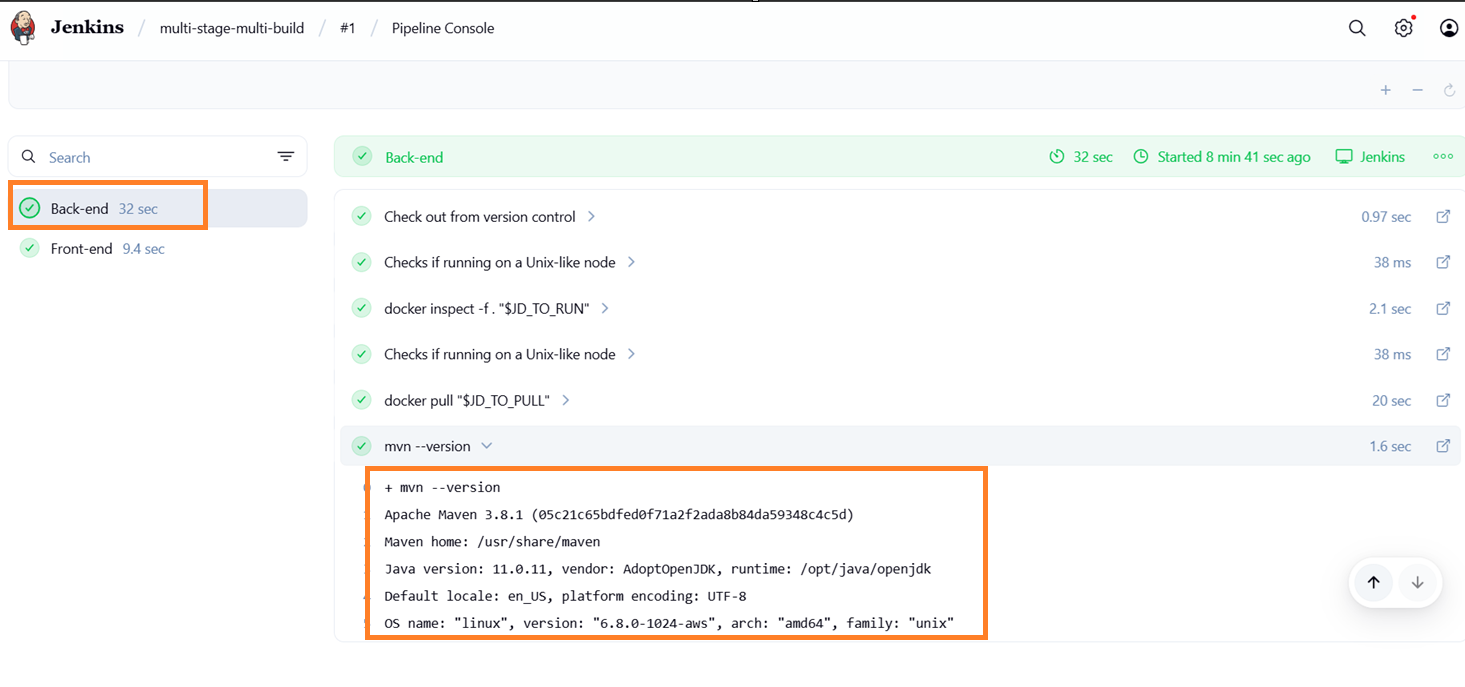 Jenkins / multi-stage-multi-build / #1 / Pipeline Console
Search
Back-end 32 sec
Front-end 9.4 sec
Back-end 32 sec Started 8 min 41 sec ago Jenkins
Check out from version control 0.97 sec
Checks if running on a Unix-like node 38 ms
docker inspect -f . "$JD_TO_RUN" 2.1 sec
Checks if running on a Unix-like node 38 ms
docker pull "$JD_TO_PULL" 20 sec
mvn --version 1.6 sec
+ mvn --version
Apache Maven 3.8.1 (05c21c65bdfed0f71a2f2ada8b84da59348c4c5d)
Maven home: /usr/share/maven
Java version: 11.0.11, vendor: AdoptOpenJDK, runtime: /opt/java/openjdk
Default locale: en_US, platform encoding: UTF-8
OS name: "linux", version: "6.8.0-1024-aws", arch: "amd64", family: "unix"